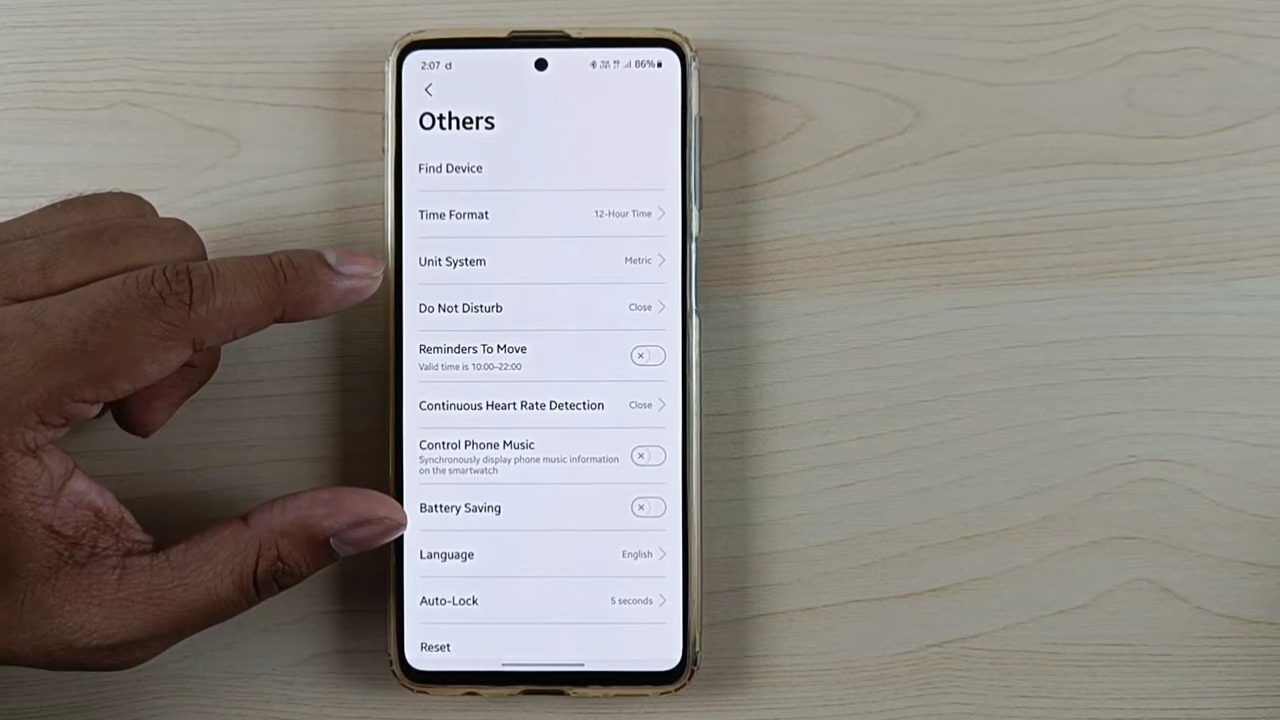 2:07 d
86%
Others
Find Device
Time Format 12-Hour Time
Unit System Metric
Do Not Disturb Close
Reminders To Move
Valid time is 10:00-22:00
Continuous Heart Rate Detection Close
Control Phone Music
Synchronously display phone music information
on the smartwatch
Battery Saving
Language English
Auto-Lock 5 seconds
Reset